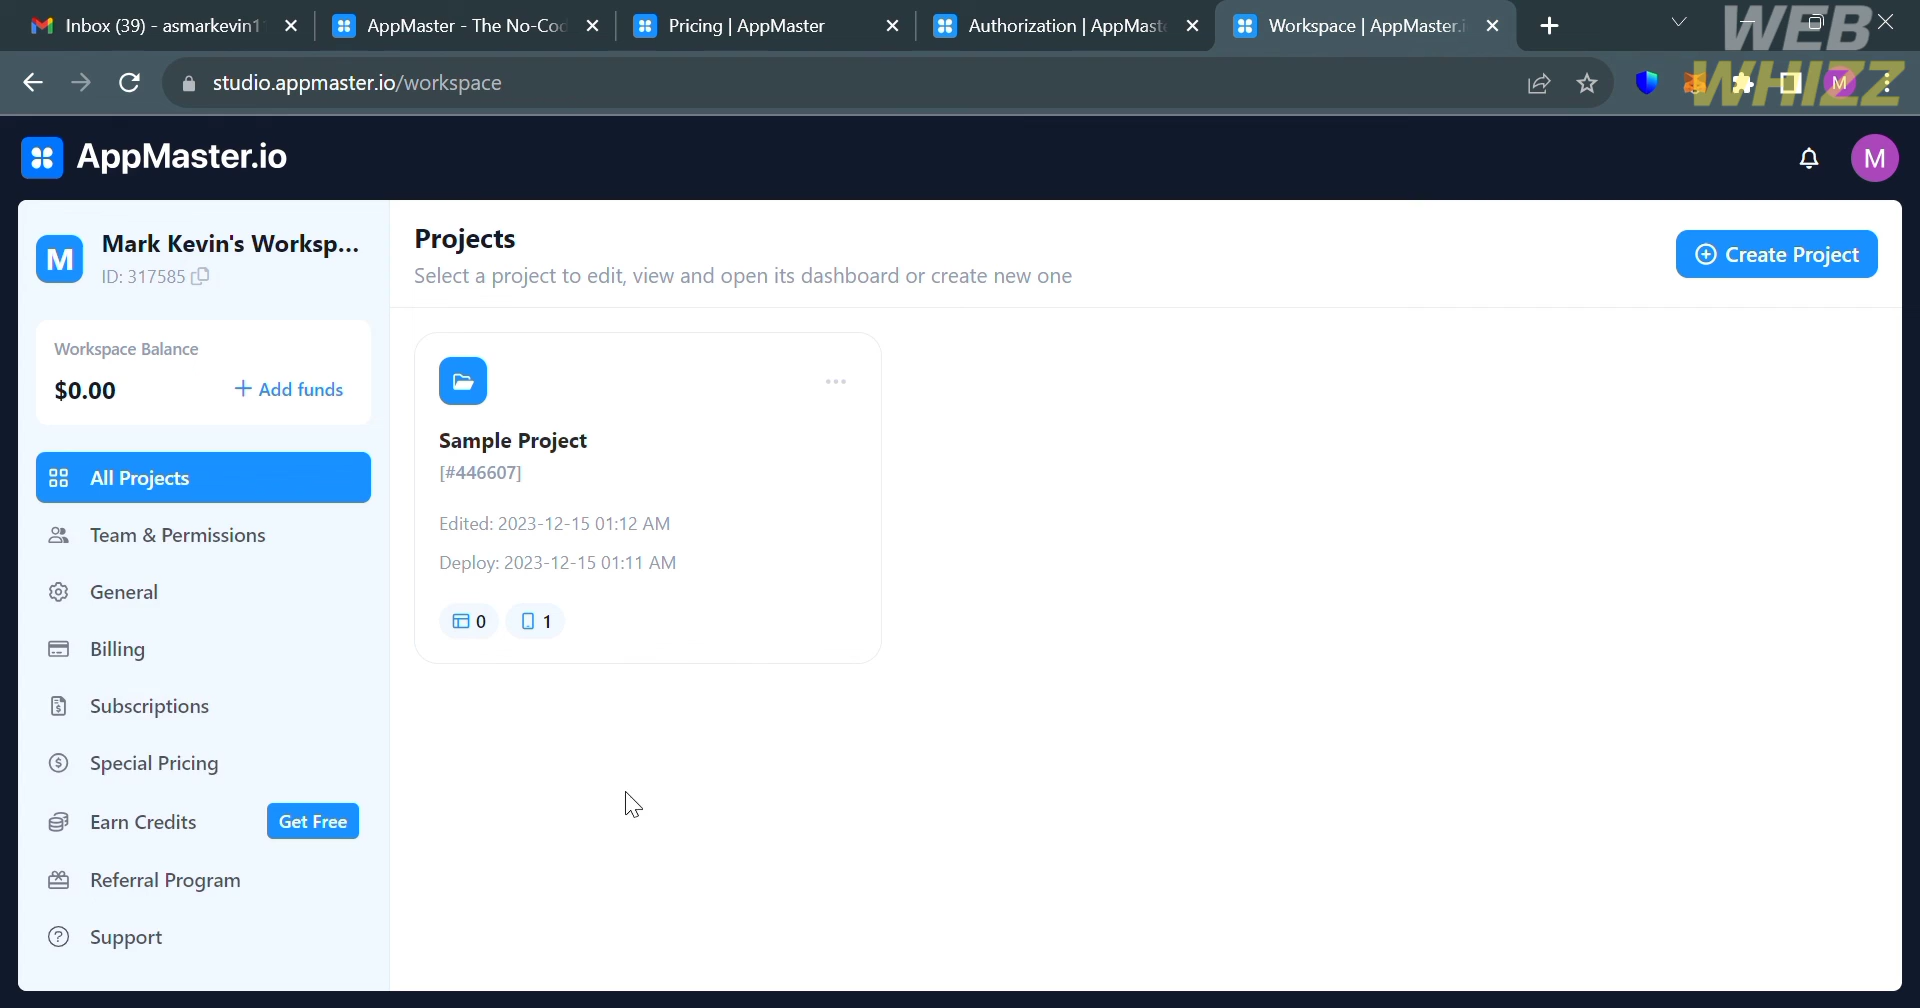 Inbox (39) - asmarkevin1
AppMaster - The No-Cod
Pricing | AppMaster
Authorization | AppMaste
Workspace | AppMaster.i
WEB
WHIZZ
studio.appmaster.io/workspace
M
AppMaster.io
M
M
Mark Kevin's Worksp...
ID: 317585
Workspace Balance
$0.00
+ Add funds
All Projects
Team & Permissions
General
Billing
Subscriptions
Special Pricing
Earn Credits
Get Free
Referral Program
Support
Projects
Select a project to edit, view and open its dashboard or create new one
Create Project
Sample Project
[#446607]
Edited: 2023-12-15 01:12 AM
Deploy: 2023-12-15 01:11 AM
0
1